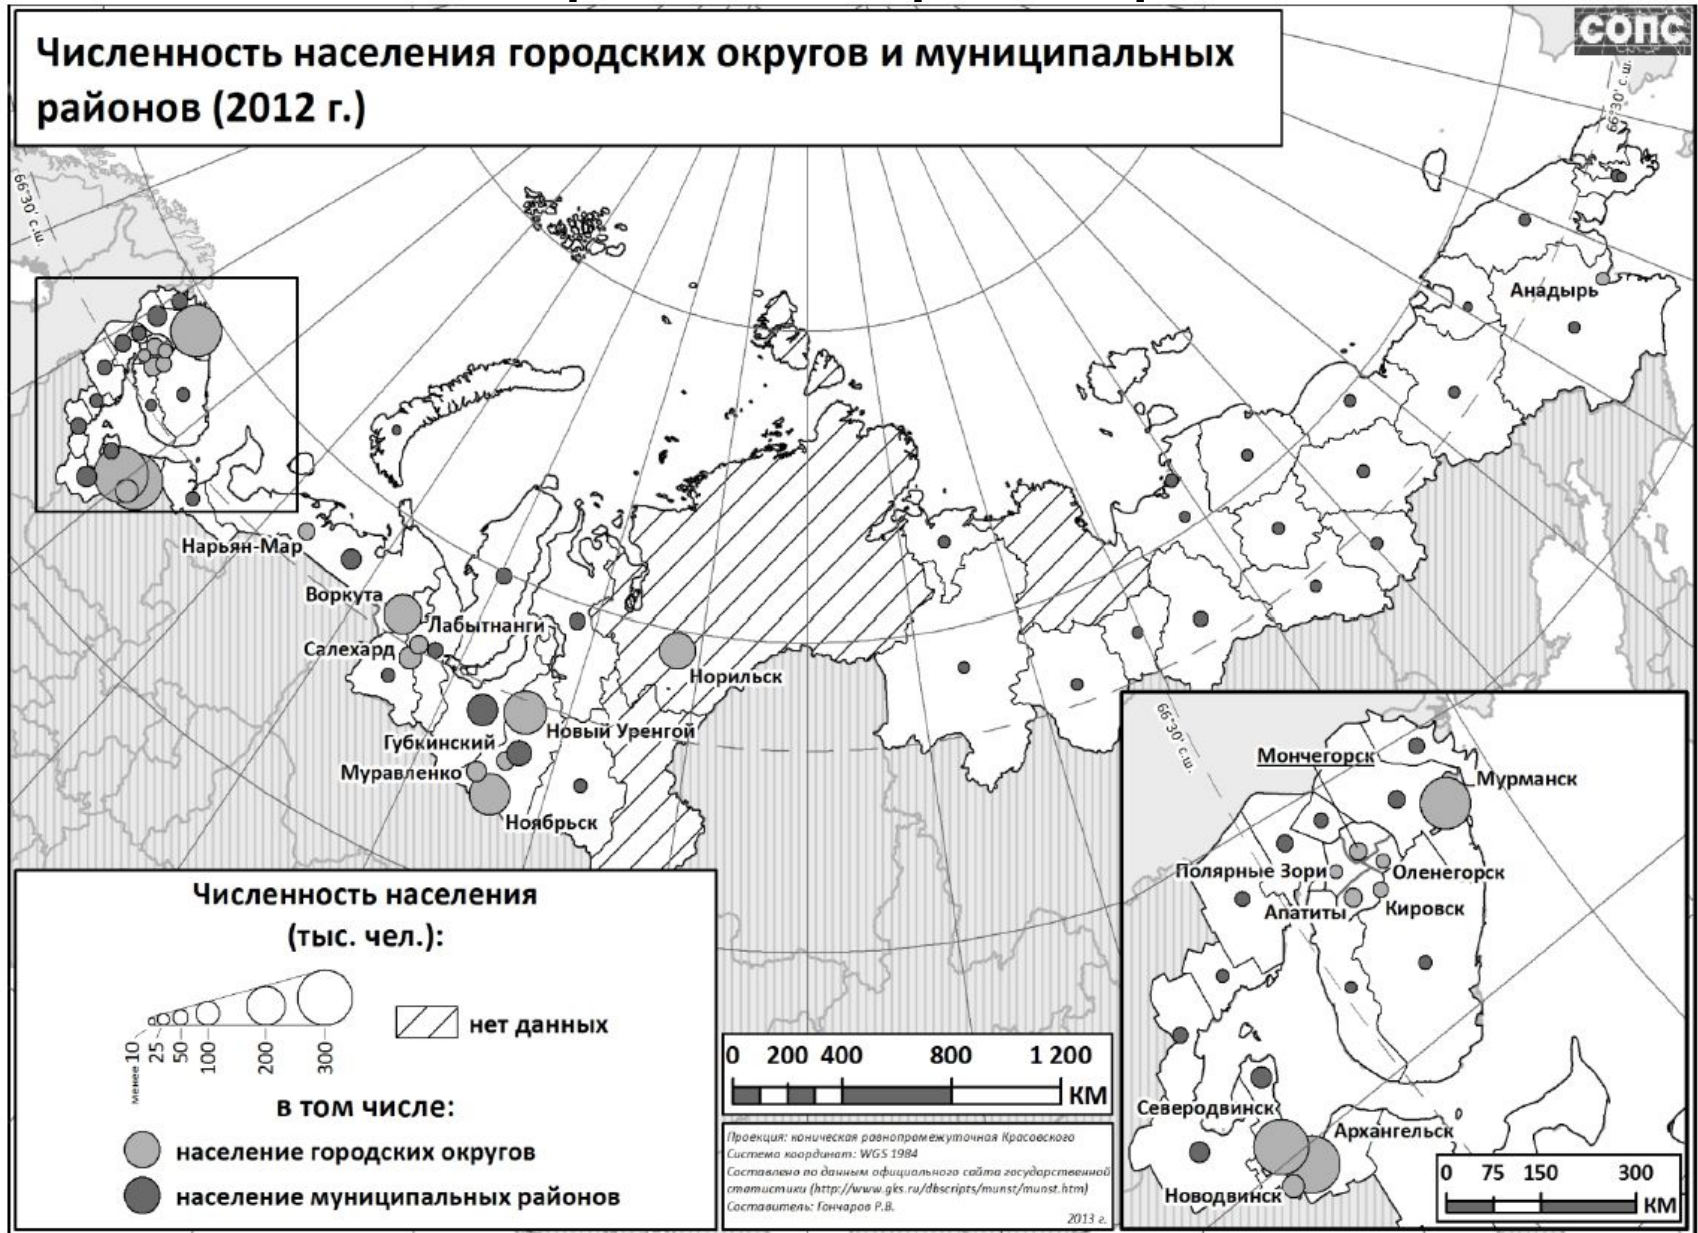 Численность населения городских округов и муниципальных
районов (2012 г.)
СОПС
66°30' с.ш.
66°30' с.ш.
Анадырь
Нарьян-Мар
Воркута
Лабытнанги
Салехард
Норильск
Новый Уренгой
Губкинский
Муравленко
Ноябрьск
66°30' с.ш.
Мончегорск
Мурманск
Полярные Зори
Оленегорск
Апатиты
Кировск
Северодвинск
Архангельск
Новодвинск
0 75 150 300
КМ
Численность населения
(тыс. чел.):
менее 10
25
50
100
200
300
нет данных
в том числе:
население городских округов
население муниципальных районов
0 200 400 800 1 200
КМ
Проекция: коническая равнопромежуточная Красовского
Система координат: WGS 1984
Составлено по данным официального сайта государственной
статистики (http://www.gks.ru/dbscripts/munst/munst.htm)
Составитель: Гончаров Р.В.
2013 г.